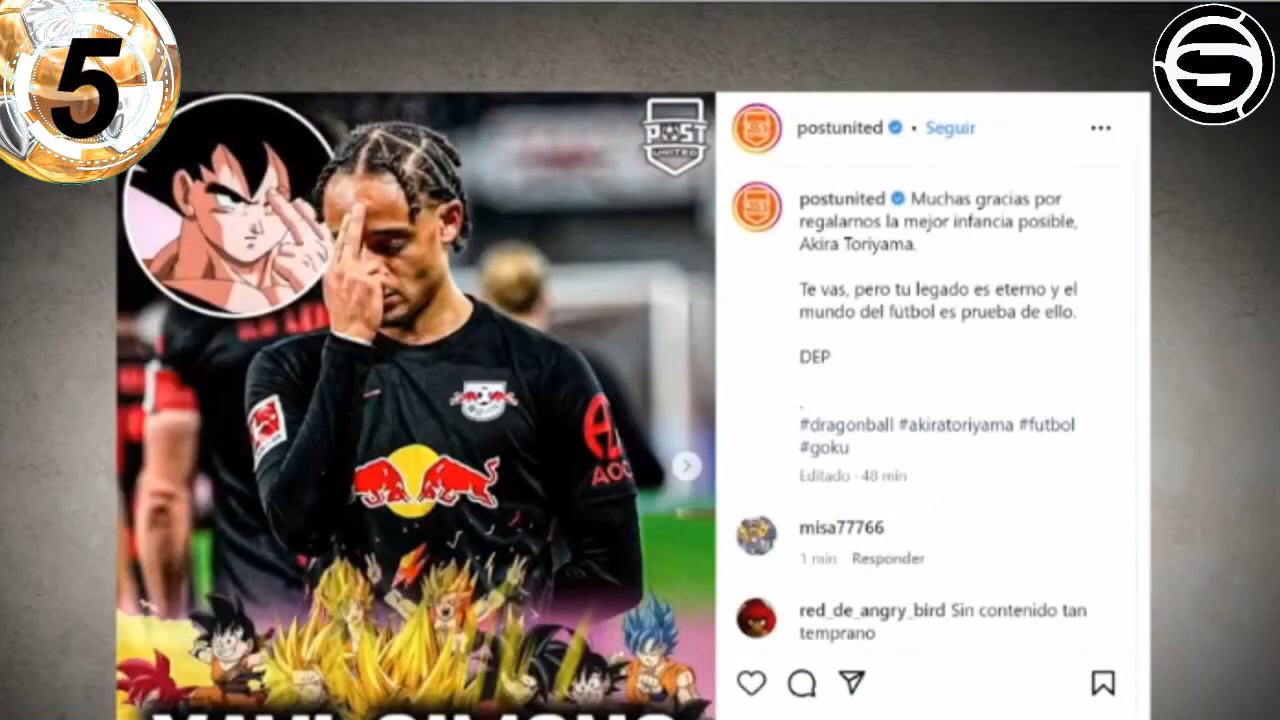 5
POST
UNITED
AOC
postunited • Seguir
postunited Muchas gracias por
regalarnos la mejor infancia posible,
Akira Toriyama.
Te vas, pero tu legado es eterno y el
mundo del fútbol es prueba de ello.
DEP
.
#dragonball #akiratoriyama #futbol
#goku
Editado · 48 min
misa77766
1 min Responder
red_de_angry_bird Sin contenido tan
temprano